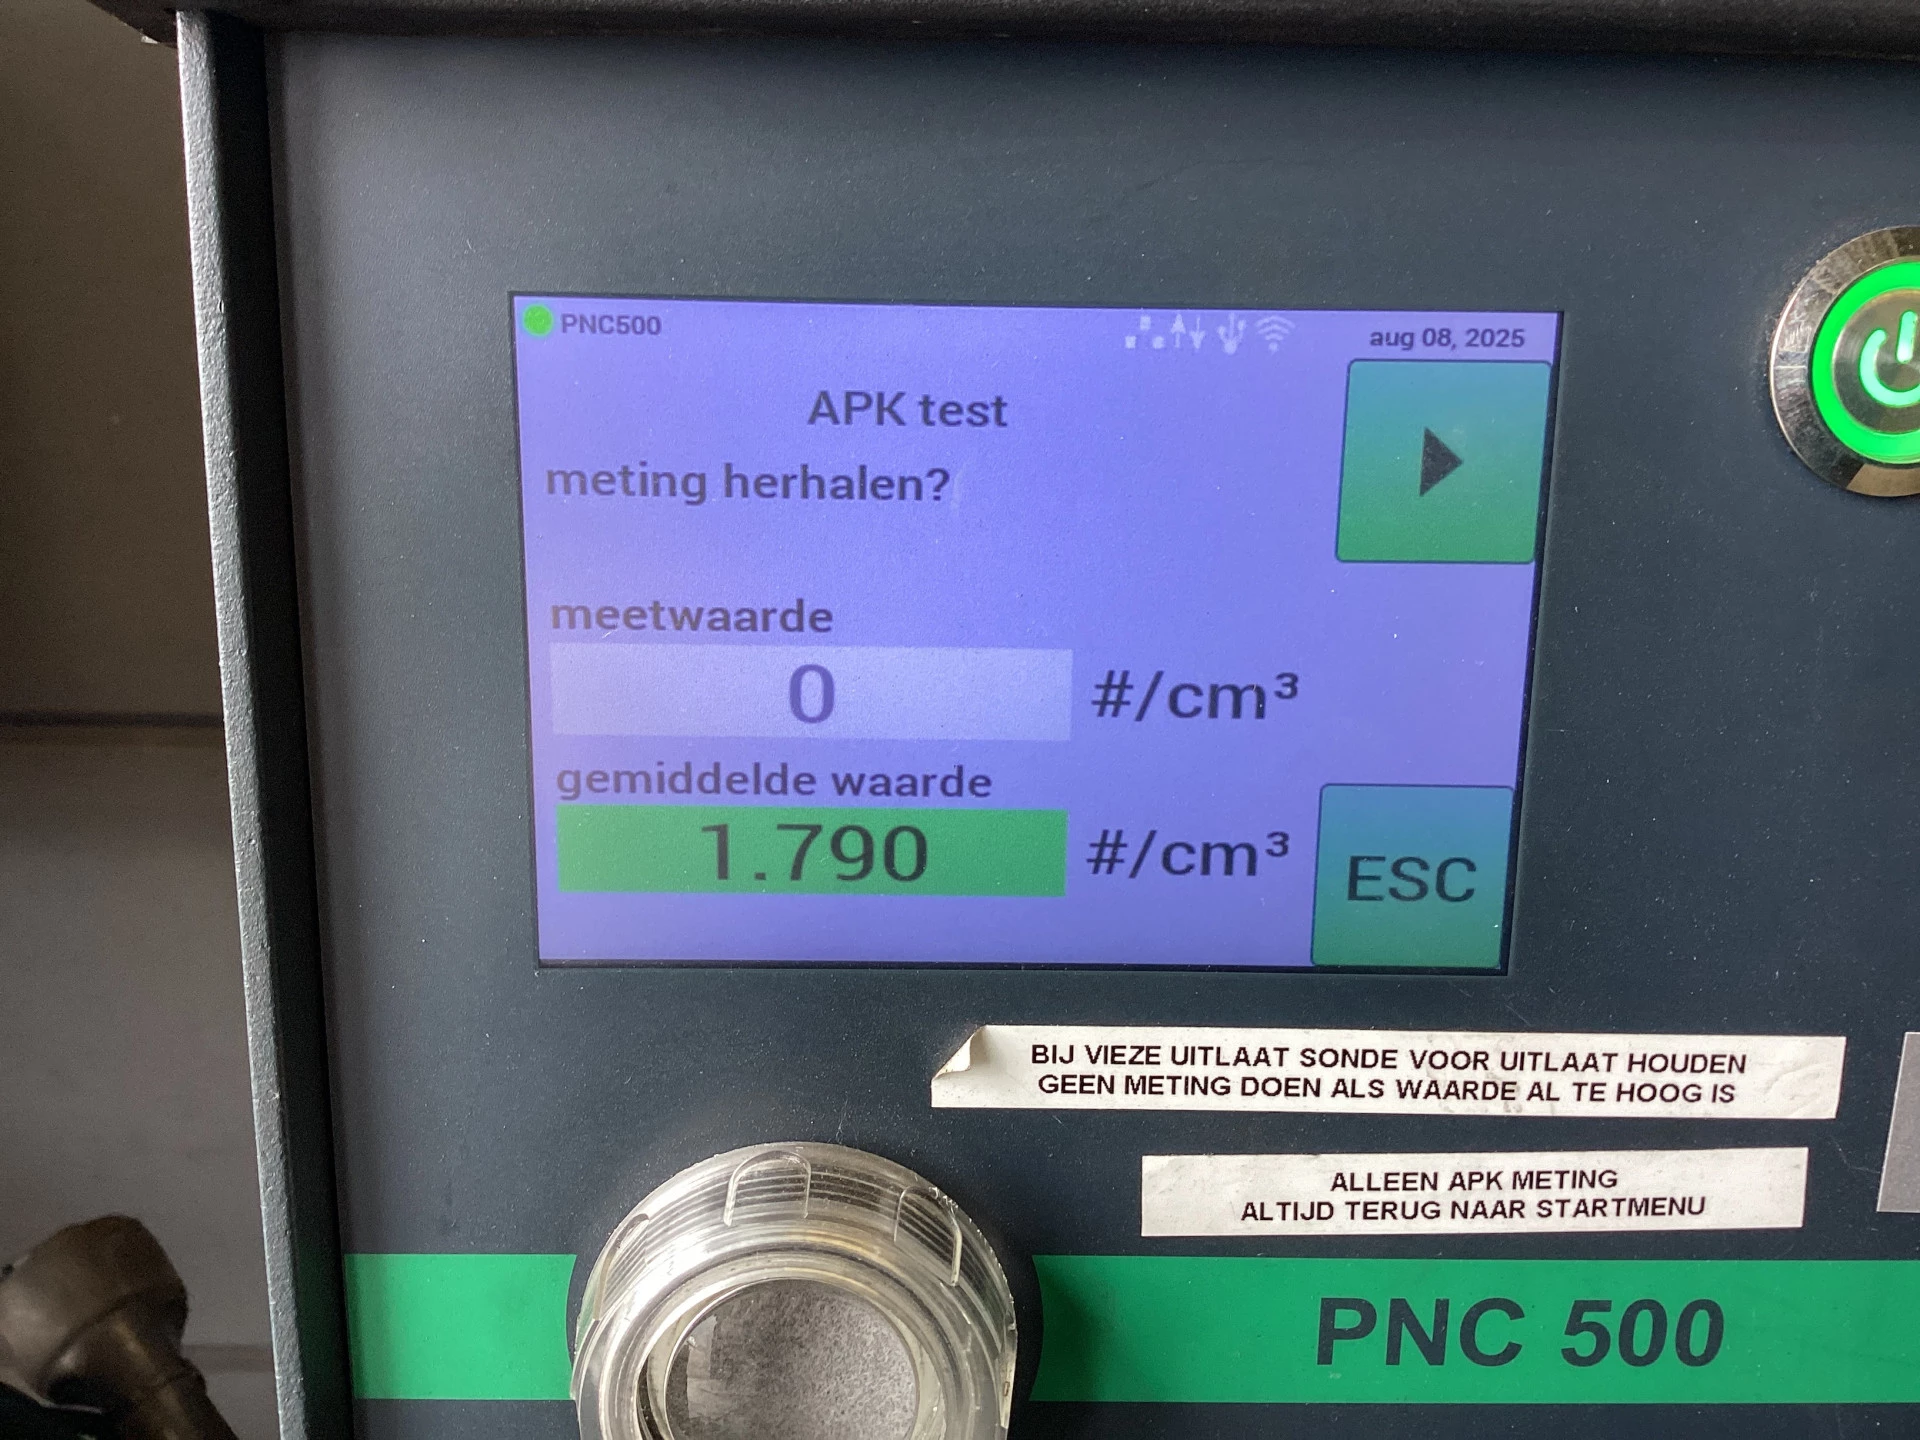 PNC500
aug 08, 2025
APK test
meting herhalen?
meetwaarde
0 #/cm³
gemiddelde waarde
1.790 #/cm³
ESC
BIJ VIEZE UITLAAT SONDE VOOR UITLAAT HOUDEN
GEEN METING DOEN ALS WAARDE AL TE HOOG IS
ALLEEN APK METING
ALTIJD TERUG NAAR STARTMENU
PNC 500